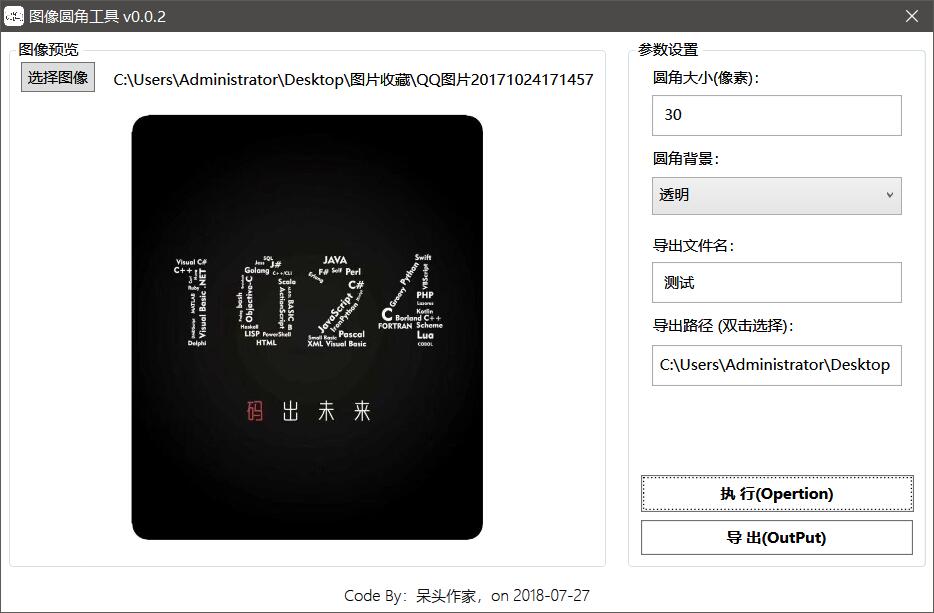 图像圆角工具 v0.0.2
图像预览
选择图像 C:\Users\Administrator\Desktop\图片收藏\QQ图片20171024171457
Visual C#
C++
Ruby
MATLAB
Visual Basic .NET
Delphi
SQL
Java
J#
Golang
C++/CLI
Scala
bash
Objective-C
ActionScript
BASIC
Haskell
LISP
PowerShell
HTML
JAVA
F# Self Perl
Erlang
C#
JavaScript
IronPython
Small Basic
Pascal
XML Visual Basic
Swift
Python
Groovy
VBScript
PHP
Lazarus
Kotlin
C
Borland C++
FORTRAN
Scheme
Lua
COBOL
码出未来
参数设置
圆角大小(像素):
30
圆角背景:
透明
导出文件名:
测试
导出路径 (双击选择):
C:\Users\Administrator\Desktop
执 行(Opertion)
导 出(OutPut)
Code By：呆头作家，on 2018-07-27